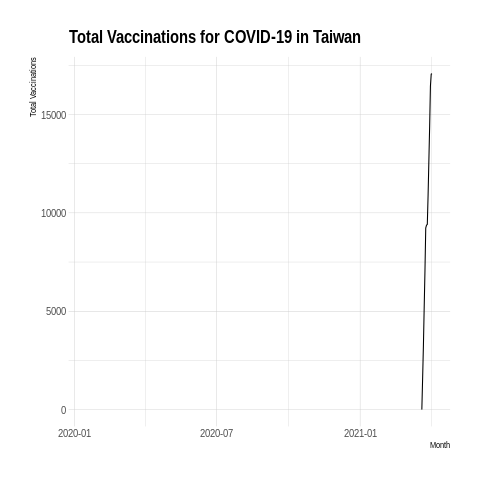 Total Vaccinations for COVID-19 in Taiwan
Total Vaccinations
15000
10000
5000
0
2020-01
2020-07
2021-01
Month